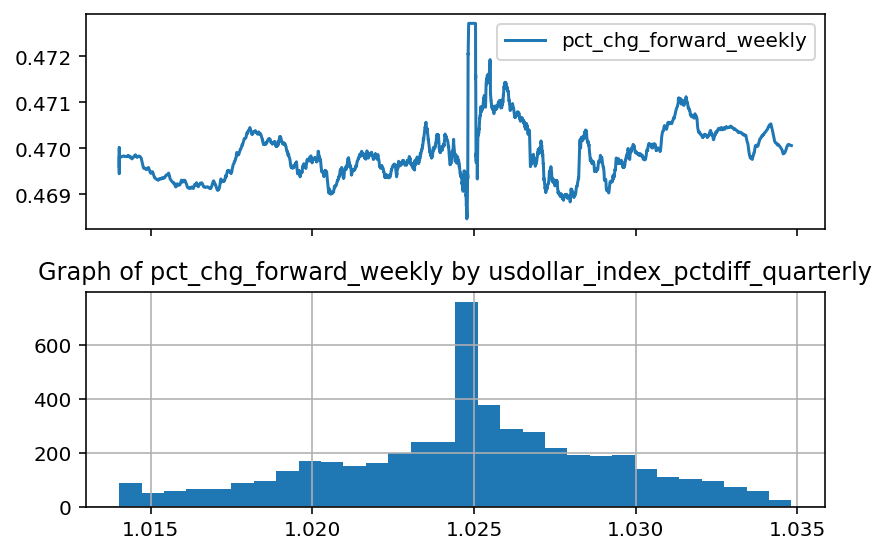 pct_chg_forward_weekly
0.472
0.471
0.470
0.469
Graph of pct_chg_forward_weekly by usdollar_index_pctdiff_quarterly
600
400
200
0
1.015 1.020 1.025 1.030 1.035